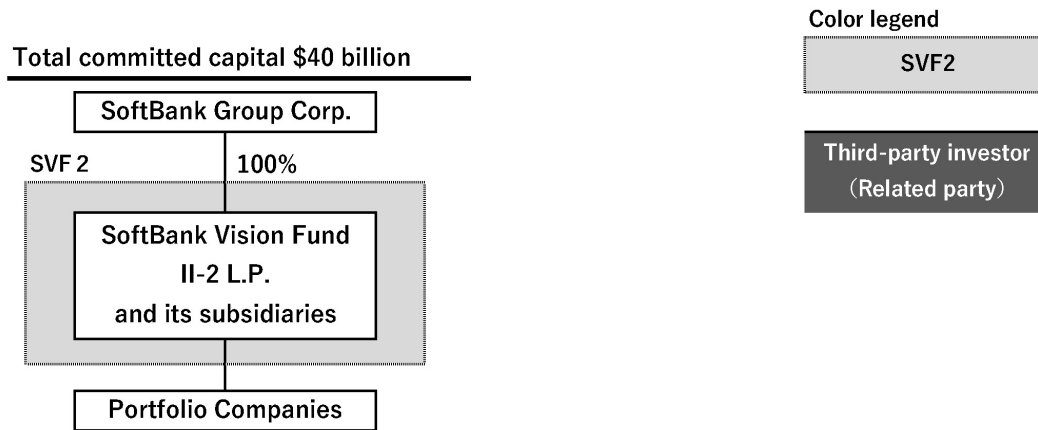 Total committed capital $40 billion
SoftBank Group Corp.
SVF 2
100%
SoftBank Vision Fund
II-2 L.P.
and its subsidiaries
Portfolio Companies
Color legend
SVF2
Third-party investor
（Related party）